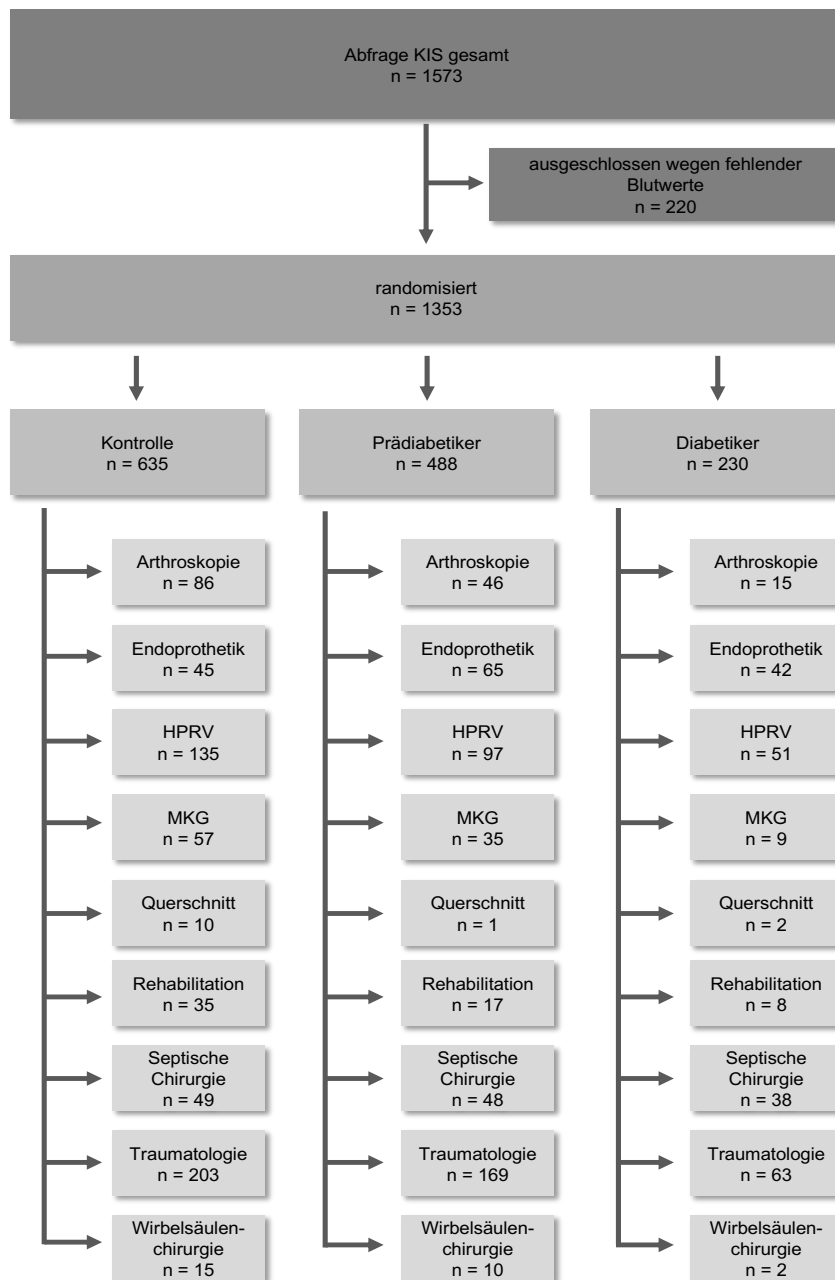 Abfrage KIS gesamt
n = 1573
ausgeschlossen wegen fehlender
Blutwerte
n = 220
randomisiert
n = 1353
Kontrolle
n = 635
Prädiabetiker
n = 488
Diabetiker
n = 230
Arthroskopie
n = 86
Endoprothetik
n = 45
HPRV
n = 135
MKG
n = 57
Querschnitt
n = 10
Rehabilitation
n = 35
Septische
Chirurgie
n = 49
Traumatologie
n = 203
Wirbelsäulen-
chirurgie
n = 15
Arthroskopie
n = 46
Endoprothetik
n = 65
HPRV
n = 97
MKG
n = 35
Querschnitt
n = 1
Rehabilitation
n = 17
Septische
Chirurgie
n = 48
Traumatologie
n = 169
Wirbelsäulen-
chirurgie
n = 10
Arthroskopie
n = 15
Endoprothetik
n = 42
HPRV
n = 51
MKG
n = 9
Querschnitt
n = 2
Rehabilitation
n = 8
Septische
Chirurgie
n = 38
Traumatologie
n = 63
Wirbelsäulen-
chirurgie
n = 2